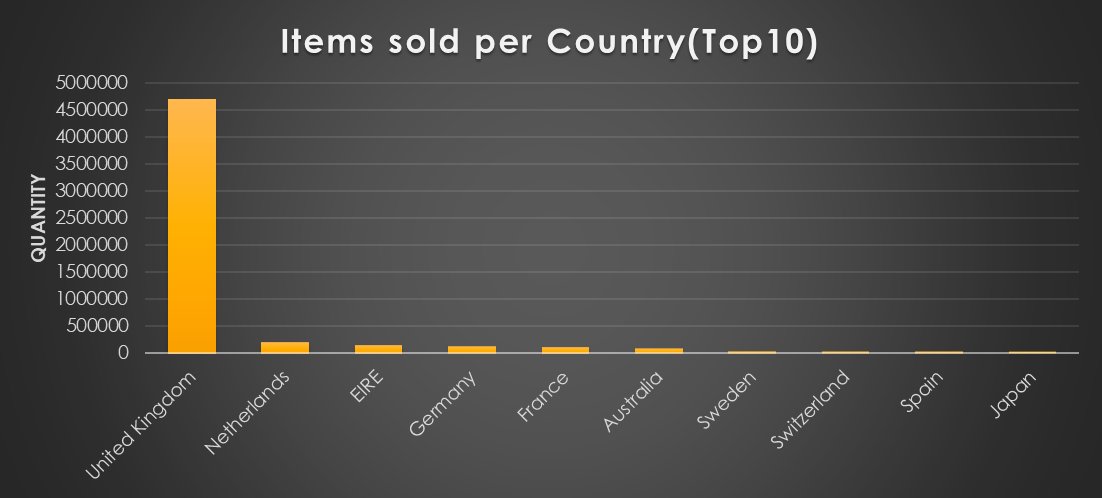 Items sold per Country(Top10)
QUANTITY
5000000
4500000
4000000
3500000
3000000
2500000
2000000
1500000
1000000
500000
0
United Kingdom
Netherlands
EIRE
Germany
France
Australia
Sweden
Switzerland
Spain
Japan